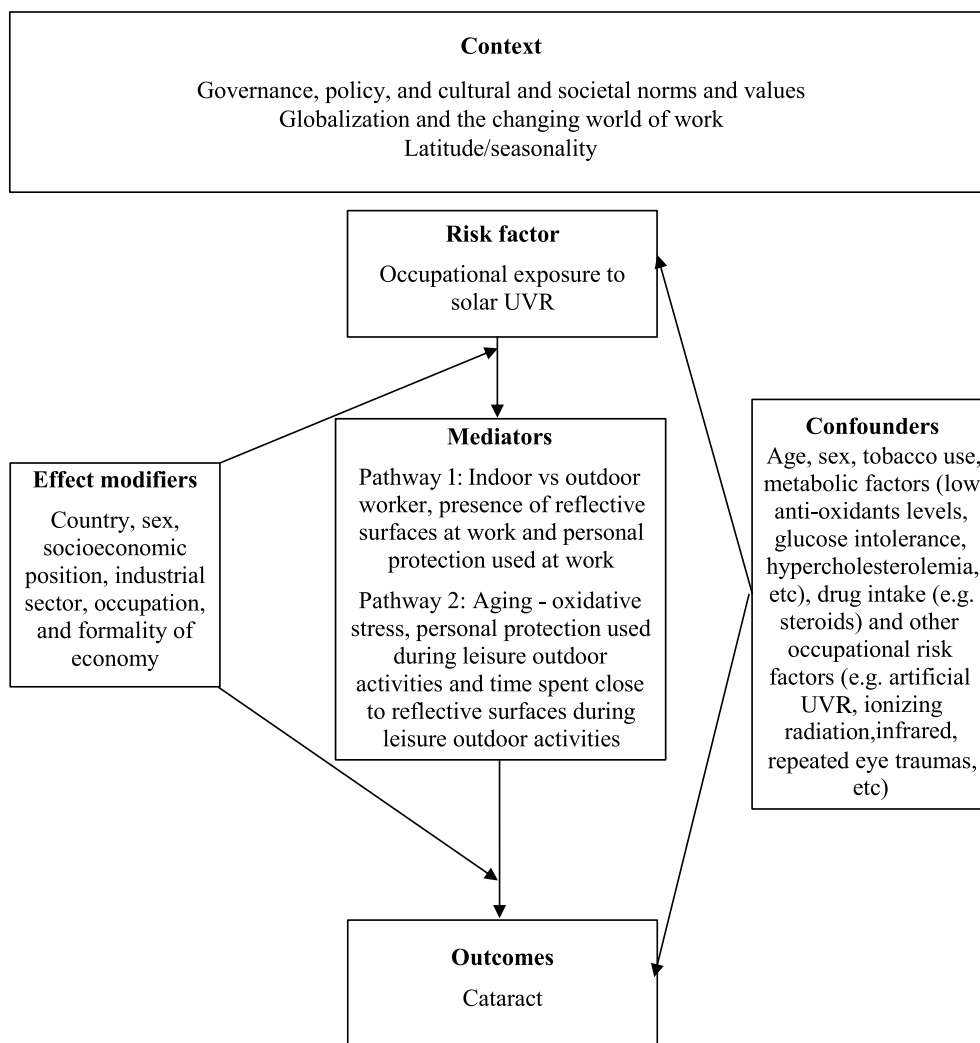 Context
Governance, policy, and cultural and societal norms and values
Globalization and the changing world of work
Latitude/seasonality
Risk factor
Occupational exposure to
solar UVR
Mediators
Pathway 1: Indoor vs outdoor
worker, presence of reflective
surfaces at work and personal
protection used at work
Pathway 2: Aging - oxidative
stress, personal protection used
during leisure outdoor
activities and time spent close
to reflective surfaces during
leisure outdoor activities
Effect modifiers
Country, sex,
socioeconomic
position, industrial
sector, occupation,
and formality of
economy
Confounders
Age, sex, tobacco use,
metabolic factors (low
anti-oxidants levels,
glucose intolerance,
hypercholesterolemia,
etc), drug intake (e.g.
steroids) and other
occupational risk
factors (e.g. artificial
UVR, ionizing
radiation,infrared,
repeated eye traumas,
etc)
Outcomes
Cataract